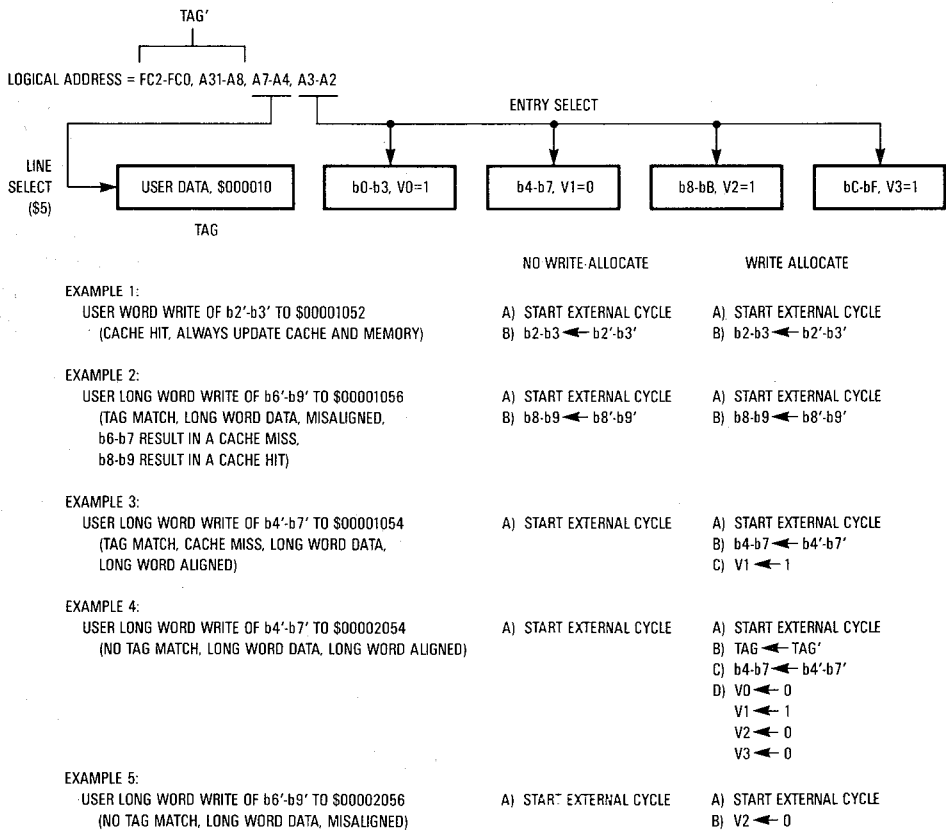 TAG′
LOGICAL ADDRESS = FC2-FC0, A31-A8, A7-A4, A3-A2
ENTRY SELECT
LINE
SELECT
($5)
USER DATA, $000010
b0-b3, V0=1
b4-b7, V1=0
b8-bB, V2=1
bC-bF, V3=1
TAG
NO WRITE ALLOCATE WRITE ALLOCATE
EXAMPLE 1:
USER WORD WRITE OF b2′-b3′ TO $00001052 A) START EXTERNAL CYCLE A) START EXTERNAL CYCLE
(CACHE HIT, ALWAYS UPDATE CACHE AND MEMORY) B) b2-b3 ← b2′-b3′ B) b2-b3 ← b2′-b3′
EXAMPLE 2:
USER LONG WORD WRITE OF b6′-b9′ TO $00001056 A) START EXTERNAL CYCLE A) START EXTERNAL CYCLE
(TAG MATCH, LONG WORD DATA, MISALIGNED, B) b8-b9 ← b8′-b9′ B) b8-b9 ← b8′-b9′
b6-b7 RESULT IN A CACHE MISS,
b8-b9 RESULT IN A CACHE HIT)
EXAMPLE 3:
USER LONG WORD WRITE OF b4′-b7′ TO $00001054 A) START EXTERNAL CYCLE A) START EXTERNAL CYCLE
(TAG MATCH, CACHE MISS, LONG WORD DATA, B) b4-b7 ← b4′-b7′
LONG WORD ALIGNED) C) V1 ← 1
EXAMPLE 4:
USER LONG WORD WRITE OF b4′-b7′ TO $00002054 A) START EXTERNAL CYCLE A) START EXTERNAL CYCLE
(NO TAG MATCH, LONG WORD DATA, LONG WORD ALIGNED) B) TAG ← TAG′
C) b4-b7 ← b4′-b7′
D) V0 ← 0
V1 ← 1
V2 ← 0
V3 ← 0
EXAMPLE 5:
USER LONG WORD WRITE OF b6′-b9′ TO $00002056 A) START EXTERNAL CYCLE A) START EXTERNAL CYCLE
(NO TAG MATCH, LONG WORD DATA, MISALIGNED) B) V2 ← 0